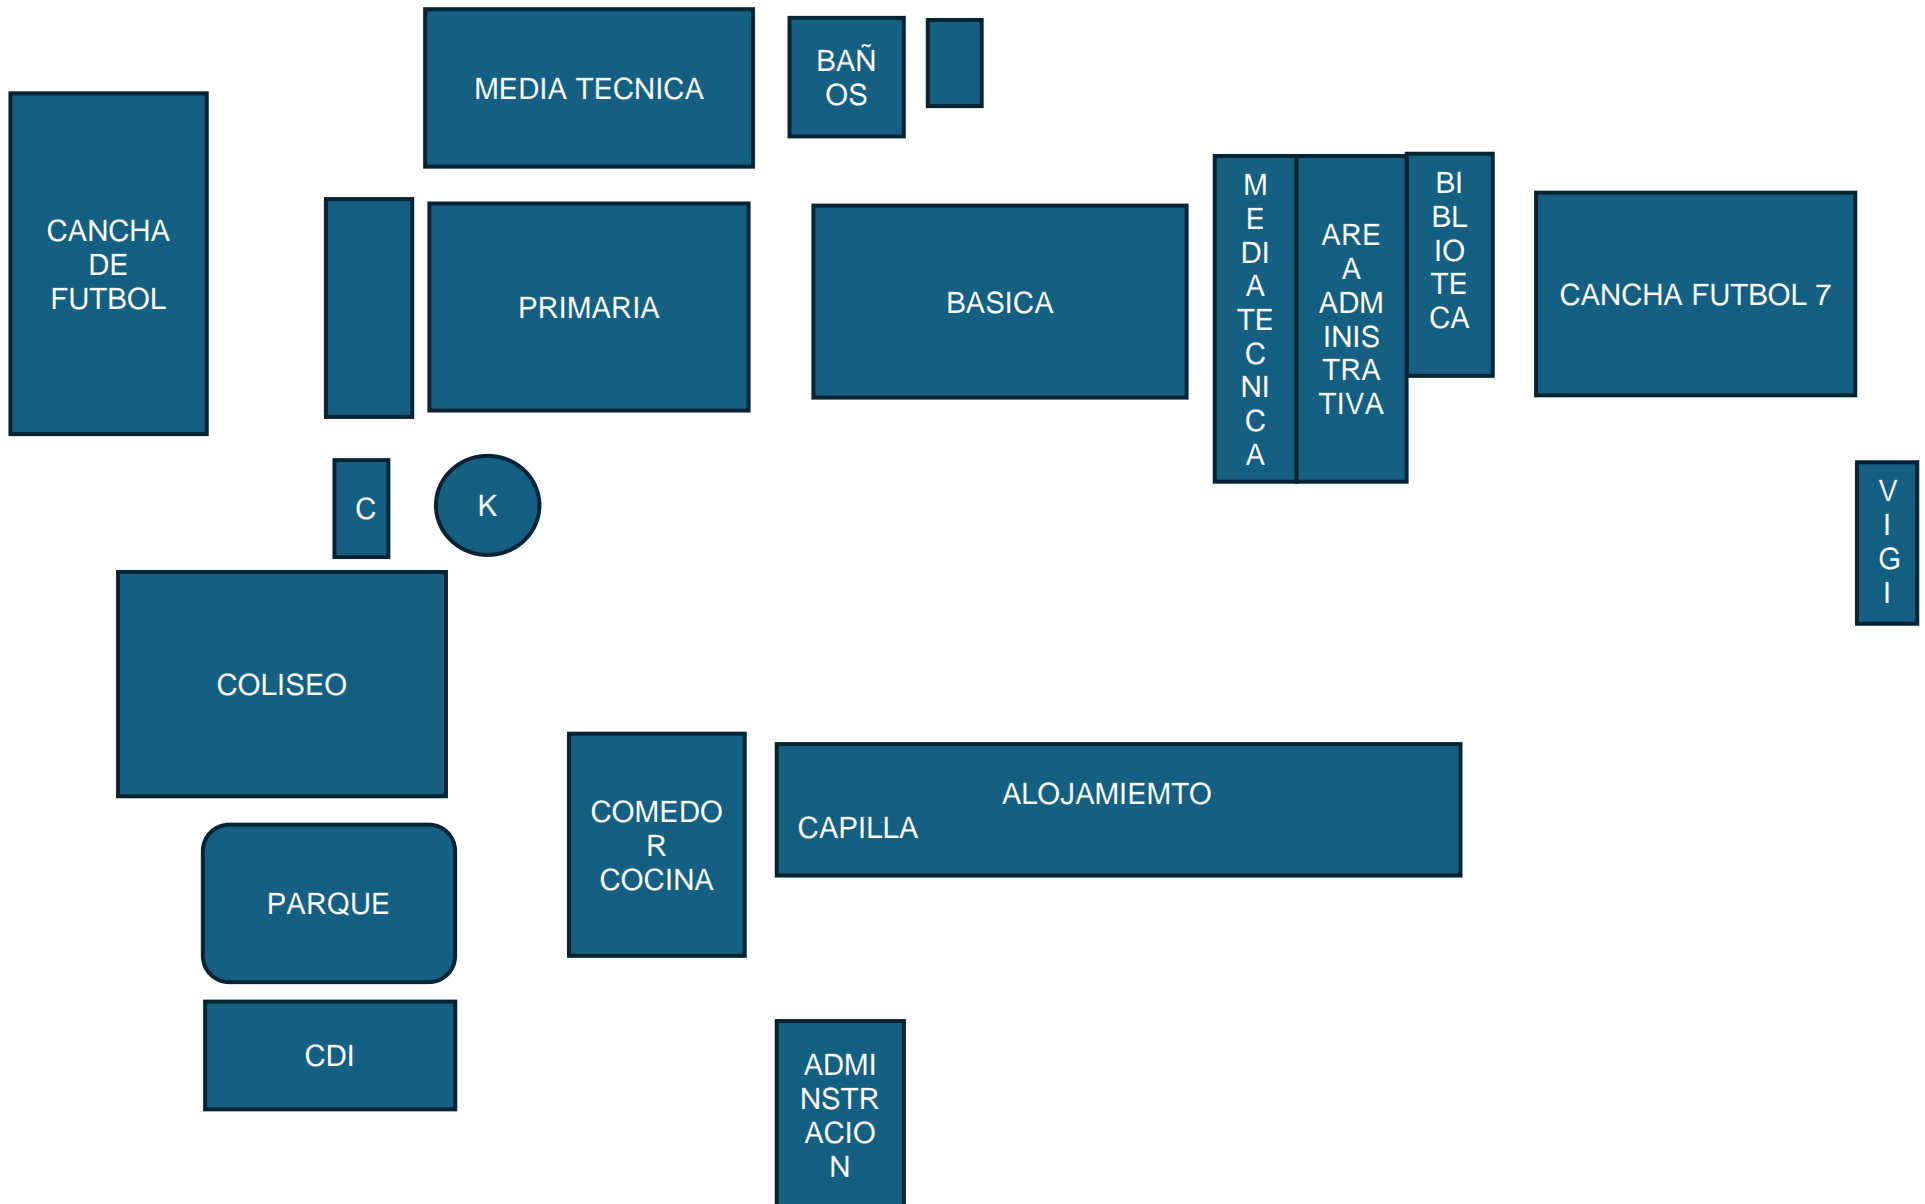 MEDIA TECNICA
BAÑ
OS
CANCHA
DE
FUTBOL
PRIMARIA
BASICA
M
E
DI
A
TE
C
NI
C
A
ARE
A
ADM
INIS
TRA
TIVA
BI
BL
IO
TE
CA
CANCHA FUTBOL 7
C
K
V
I
G
I
COLISEO
COMEDO
R
COCINA
ALOJAMIEMTO
CAPILLA
PARQUE
CDI
ADMI
NSTR
ACIO
N